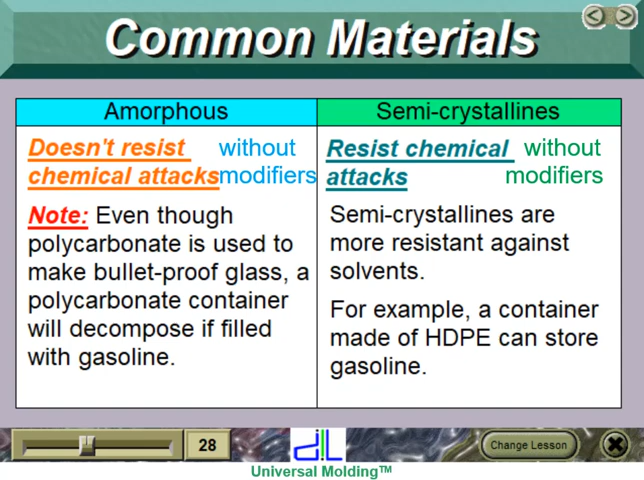 Common Materials
Amorphous
Doesn't resist without
chemical attacks modifiers
Note: Even though
polycarbonate is used to
make bullet-proof glass, a
polycarbonate container
will decompose if filled
with gasoline.
Semi-crystallines
Resist chemical without
attacks modifiers
Semi-crystallines are
more resistant against
solvents.
For example, a container
made of HDPE can store
gasoline.
28
diL
Change Lesson
Universal Molding™